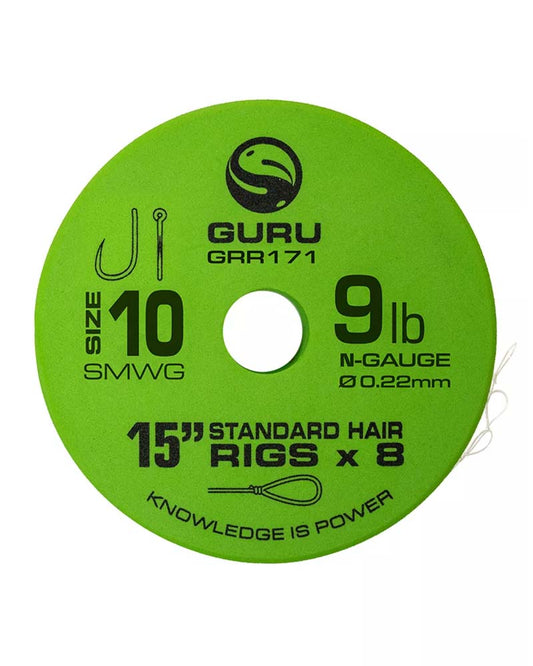 GURU
GRR171
SIZE 10
SMWG
9lb
N-GAUGE
Ø 0.22mm
15” STANDARD HAIR
RIGS x 8
KNOWLEDGE IS POWER